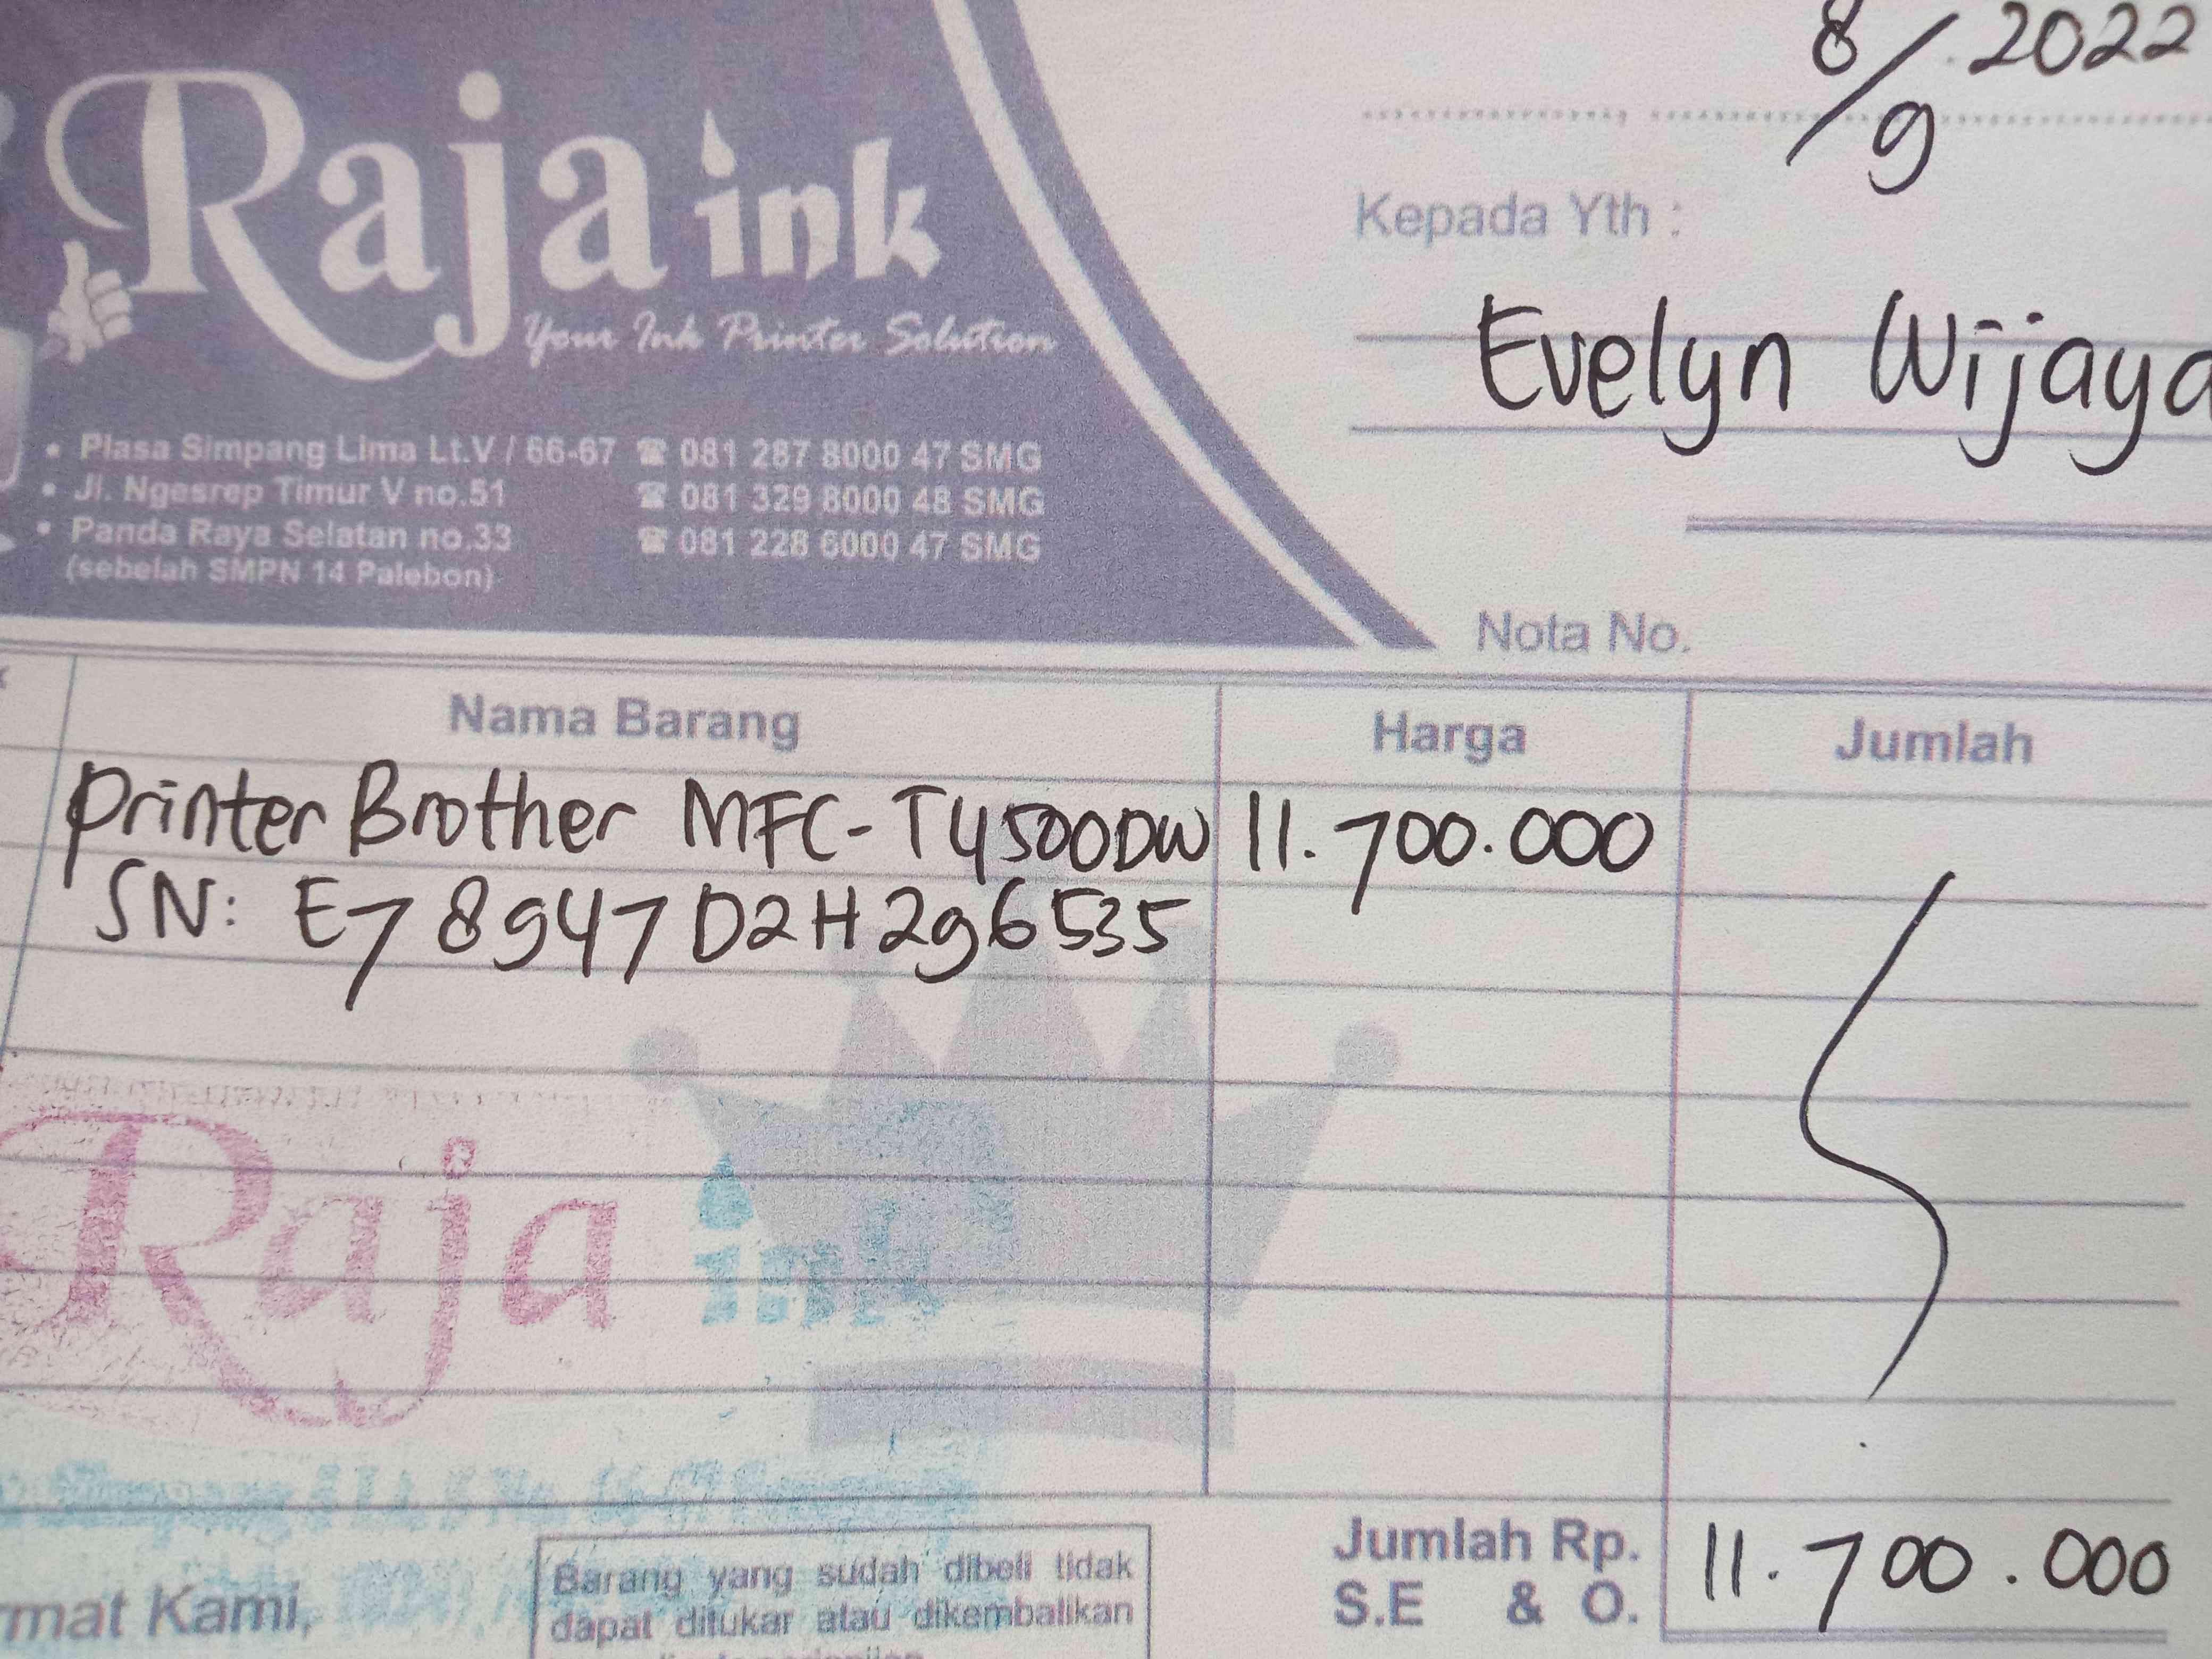 8/9 2022
Raja ink
Your Ink Printer Solution
Kepada Yth :
Evelyn Wijaya
• Plasa Simpang Lima Lt.V / 66-67 ☎ 081 287 8000 47 SMG
• Jl. Ngesrep Timur V no.51 ☎ 081 329 8000 48 SMG
• Panda Raya Selatan no.33 ☎ 081 228 6000 47 SMG
(sebelah SMPN 14 Palebon)
Nota No.
Nama Barang Harga Jumlah
Printer Brother MFC-T4500DW 11.700.000
SN: E78947D2H296535
Raja ink
Jumlah Rp. 11.700.000
S.E & O.
Barang yang sudah dibeli tidak
dapat ditukar atau dikembalikan
Kami,